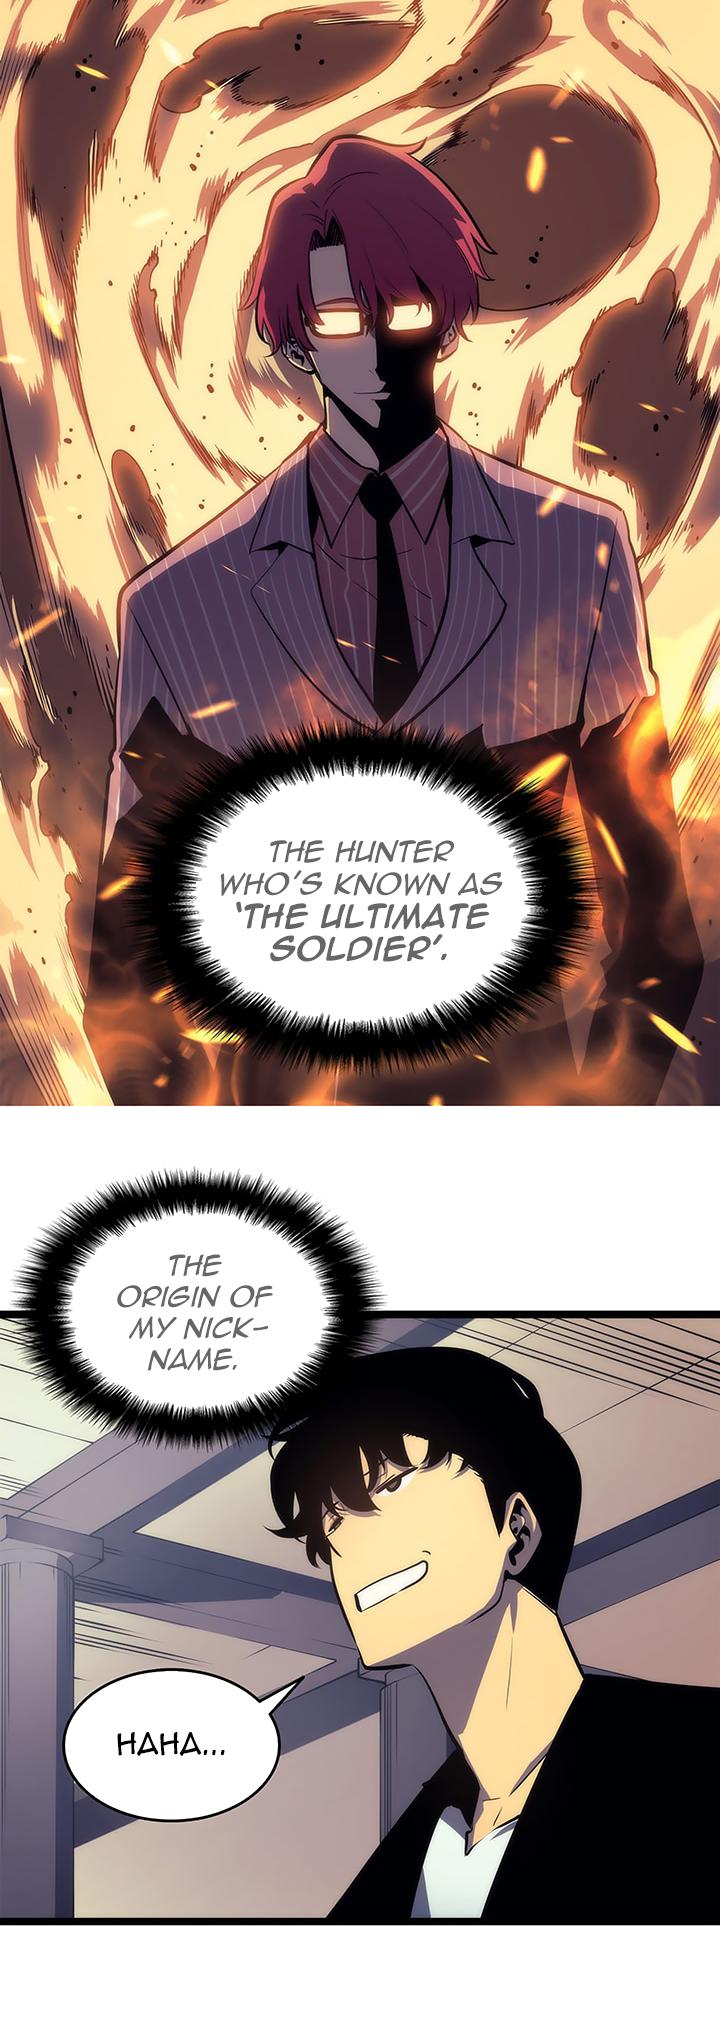 THE HUNTER
WHO'S KNOWN AS
'THE ULTIMATE
SOLDIER'.
THE
ORIGIN OF
MY NICK-
NAME.
HAHA...